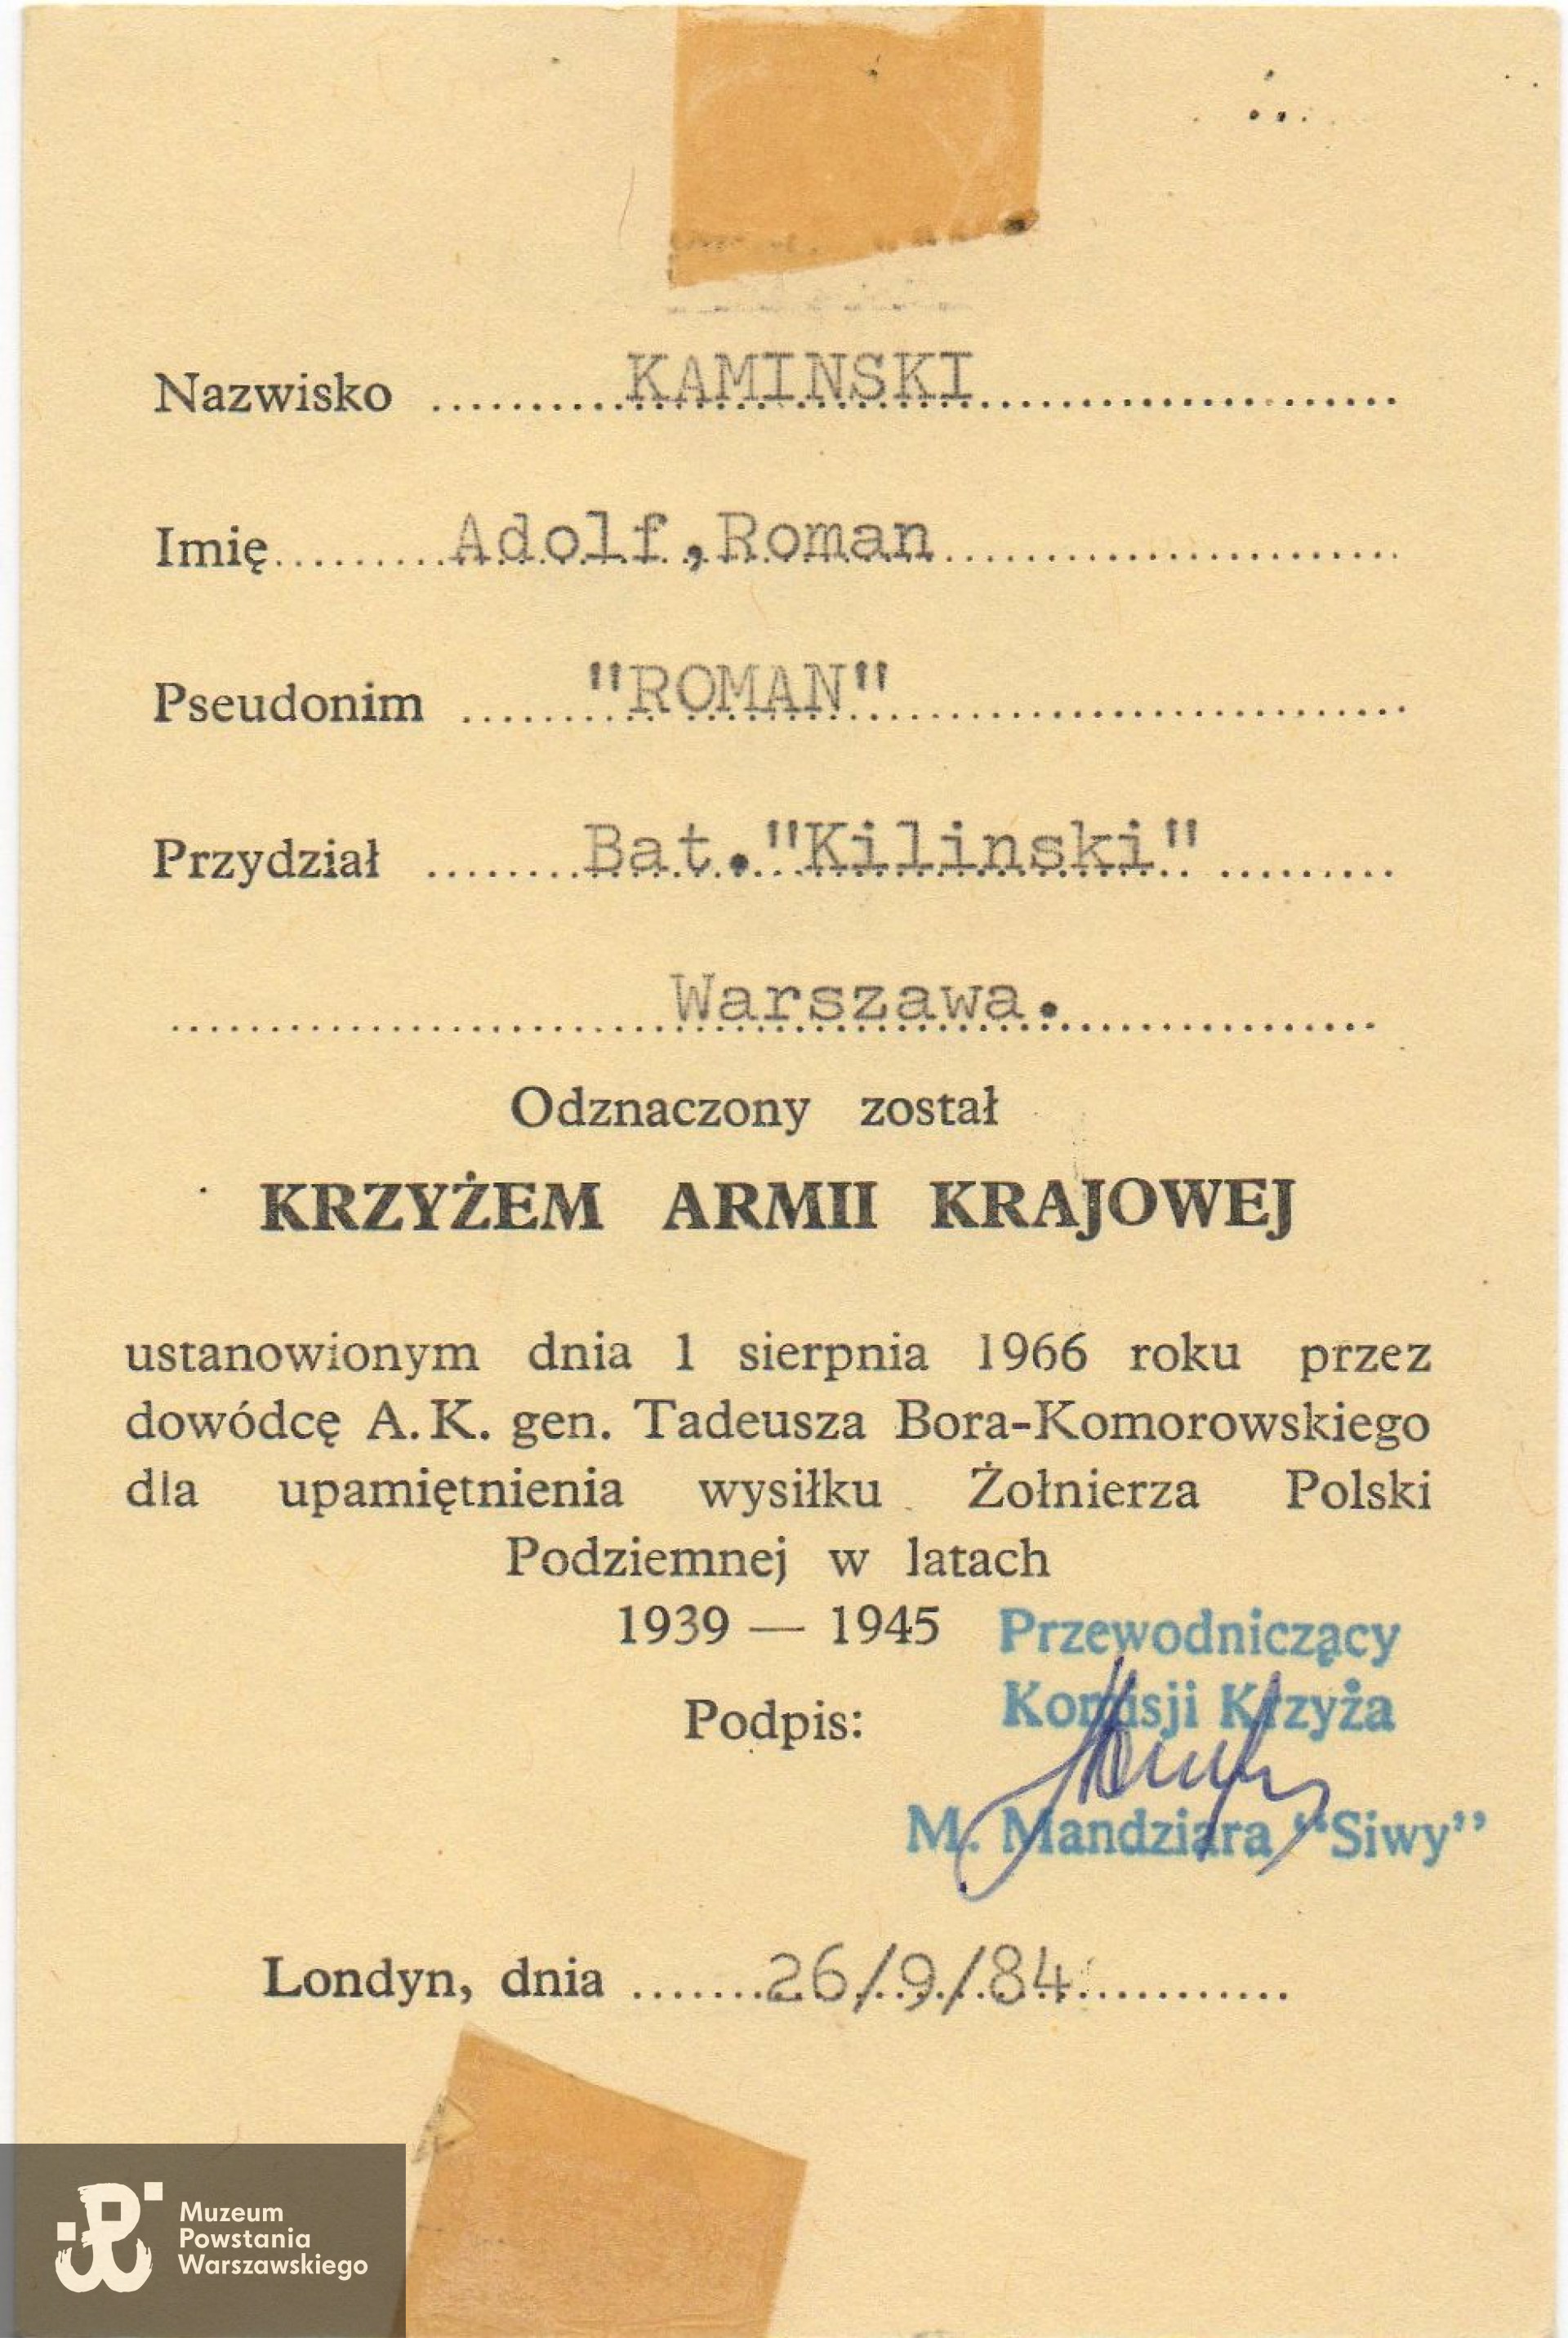 Nazwisko KAMINSKI
Imię Adolf,Roman
Pseudonim "ROMAN"
Przydział Bat."Kilinski"
Warszawa.
Odznaczony został
KRZYŻEM ARMII KRAJOWEJ
ustanowionym dnia 1 sierpnia 1966 roku przez
dowódcę A.K. gen. Tadeusza Bora-Komorowskiego
dla upamiętnienia wysiłku Żołnierza Polski
Podziemnej w latach
1939 — 1945
Przewodniczący
Komisji Krzyża
Podpis:
M. Mandziara “Siwy”
Londyn, dnia 26/9/84
Muzeum
Powstania
Warszawskiego